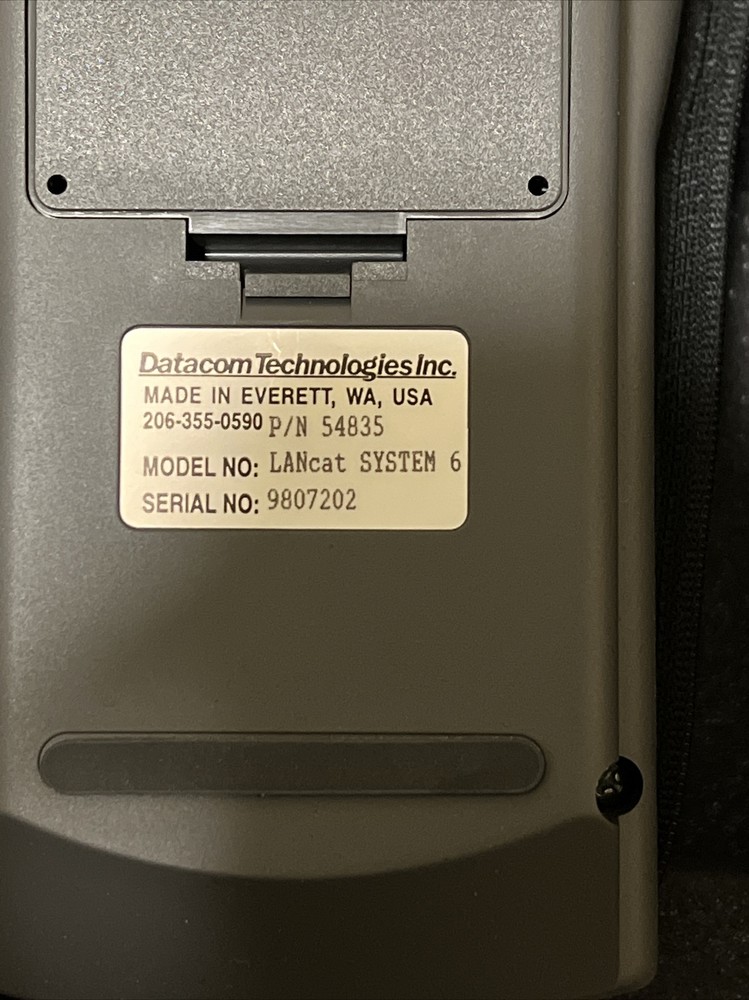 Datacom Technologies Inc.
MADE IN EVERETT, WA, USA
206-355-0590 P/N 54835
MODEL NO: LANcat SYSTEM 6
SERIAL NO: 9807202